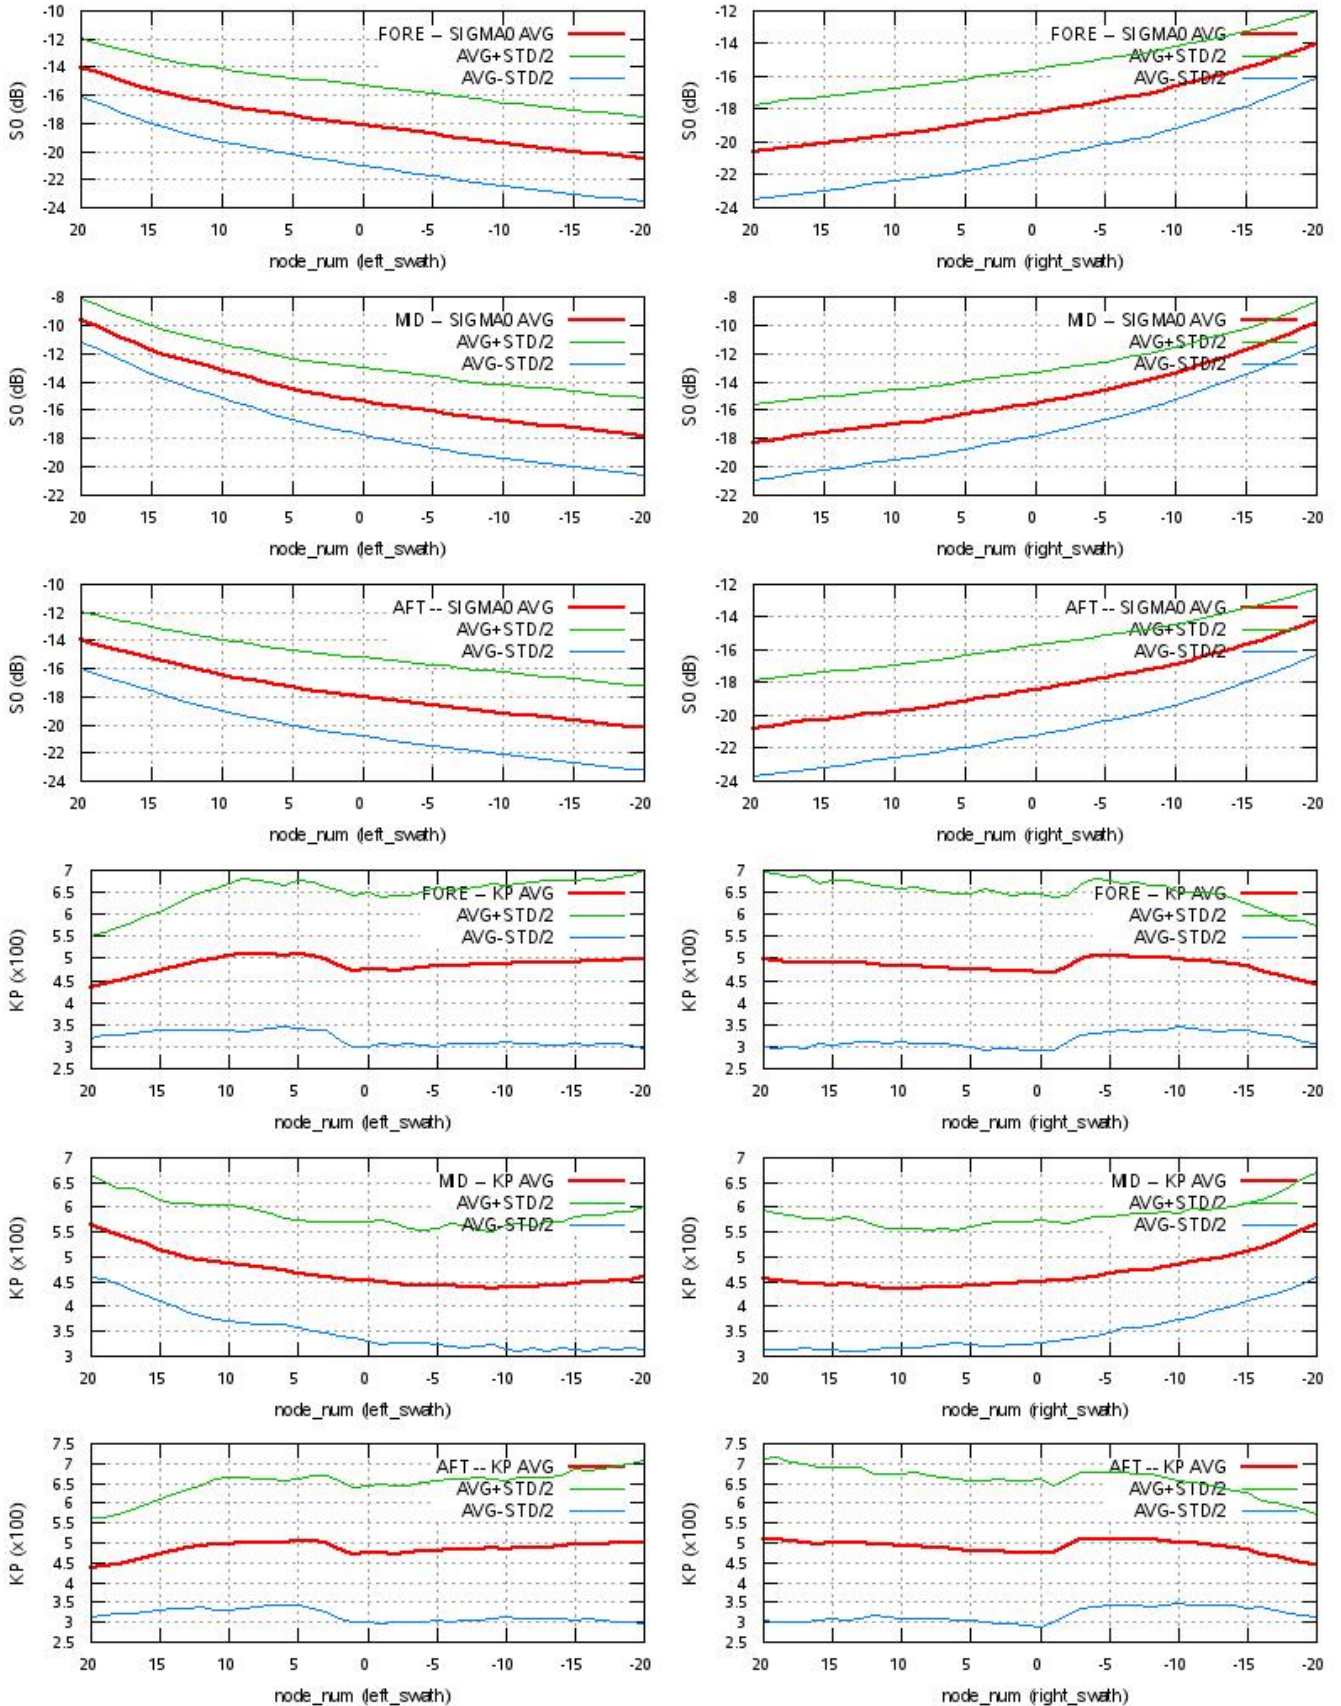 -10
-12
-14
-16
-18
-20
-22
-24
S0 (dB)
FORE -- SIGMA0 AVG
AVG+STD/2
AVG-STD/2
20 15 10 5 0 -5 -10 -15 -20
node_num (left_swath)
-12
-14
-16
-18
-20
-22
-24
S0 (dB)
FORE -- SIGMA0 AVG
AVG+STD/2
AVG-STD/2
20 15 10 5 0 -5 -10 -15 -20
node_num (right_swath)
-8
-10
-12
-14
-16
-18
-20
-22
S0 (dB)
MID -- SIGMA0 AVG
AVG+STD/2
AVG-STD/2
20 15 10 5 0 -5 -10 -15 -20
node_num (left_swath)
-8
-10
-12
-14
-16
-18
-20
-22
S0 (dB)
MID -- SIGMA0 AVG
AVG+STD/2
AVG-STD/2
20 15 10 5 0 -5 -10 -15 -20
node_num (right_swath)
-10
-12
-14
-16
-18
-20
-22
-24
S0 (dB)
AFT -- SIGMA0 AVG
AVG+STD/2
AVG-STD/2
20 15 10 5 0 -5 -10 -15 -20
node_num (left_swath)
-12
-14
-16
-18
-20
-22
-24
S0 (dB)
AFT -- SIGMA0 AVG
AVG+STD/2
AVG-STD/2
20 15 10 5 0 -5 -10 -15 -20
node_num (right_swath)
7
6.5
6
5.5
5
4.5
4
3.5
3
2.5
KP (x100)
FORE -- KP AVG
AVG+STD/2
AVG-STD/2
20 15 10 5 0 -5 -10 -15 -20
node_num (left_swath)
7
6.5
6
5.5
5
4.5
4
3.5
3
2.5
KP (x100)
FORE -- KP AVG
AVG+STD/2
AVG-STD/2
20 15 10 5 0 -5 -10 -15 -20
node_num (right_swath)
7
6.5
6
5.5
5
4.5
4
3.5
3
KP (x100)
MID -- KP AVG
AVG+STD/2
AVG-STD/2
20 15 10 5 0 -5 -10 -15 -20
node_num (left_swath)
7
6.5
6
5.5
5
4.5
4
3.5
3
KP (x100)
MID -- KP AVG
AVG+STD/2
AVG-STD/2
20 15 10 5 0 -5 -10 -15 -20
node_num (right_swath)
7.5
7
6.5
6
5.5
5
4.5
4
3.5
3
2.5
KP (x100)
AFT -- KP AVG
AVG+STD/2
AVG-STD/2
20 15 10 5 0 -5 -10 -15 -20
node_num (left_swath)
7.5
7
6.5
6
5.5
5
4.5
4
3.5
3
2.5
KP (x100)
AFT -- KP AVG
AVG+STD/2
AVG-STD/2
20 15 10 5 0 -5 -10 -15 -20
node_num (right_swath)